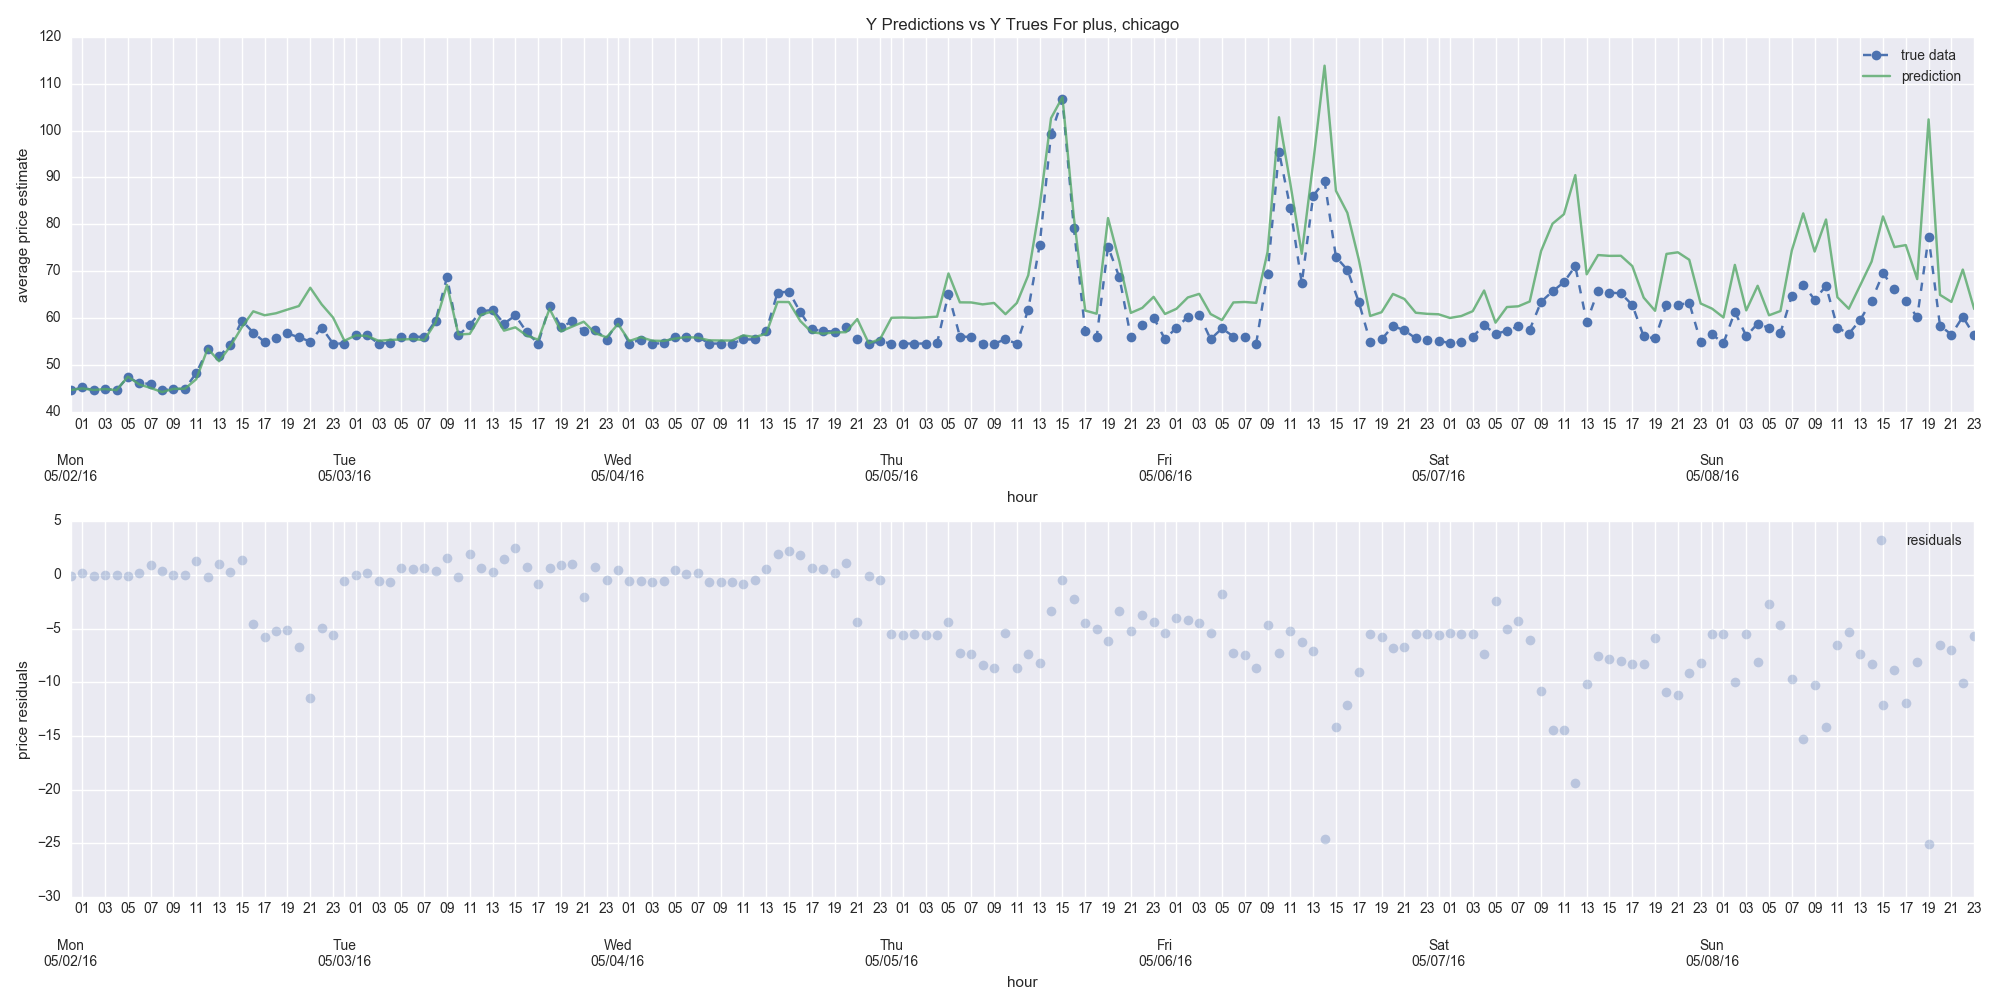 Y Predictions vs Y Trues For plus, chicago
120
110
100
90
80
70
60
50
40
average price estimate
true data
prediction
01 03 05 07 09 11 13 15 17 19 21 23 01 03 05 07 09 11 13 15 17 19 21 23 01 03 05 07 09 11 13 15 17 19 21 23 01 03 05 07 09 11 13 15 17 19 21 23 01 03 05 07 09 11 13 15 17 19 21 23 01 03 05 07 09 11 13 15 17 19 21 23 01 03 05 07 09 11 13 15 17 19 21 23
Mon Tue Wed Thu Fri Sat Sun
05/02/16 05/03/16 05/04/16 05/05/16 05/06/16 05/07/16 05/08/16
hour
5
0
−5
−10
−15
−20
−25
−30
price residuals
residuals
01 03 05 07 09 11 13 15 17 19 21 23 01 03 05 07 09 11 13 15 17 19 21 23 01 03 05 07 09 11 13 15 17 19 21 23 01 03 05 07 09 11 13 15 17 19 21 23 01 03 05 07 09 11 13 15 17 19 21 23 01 03 05 07 09 11 13 15 17 19 21 23 01 03 05 07 09 11 13 15 17 19 21 23
Mon Tue Wed Thu Fri Sat Sun
05/02/16 05/03/16 05/04/16 05/05/16 05/06/16 05/07/16 05/08/16
hour